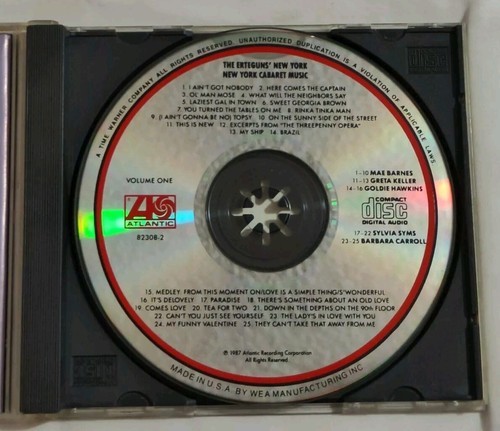 A TIME WARNER COMPANY ALL RIGHTS RESERVED. UNAUTHORIZED DUPLICATION IS A VIOLATION OF APPLICABLE LAWS
THE ERTEGUNS' NEW YORK
NEW YORK CABARET MUSIC
1. I AIN'T GOT NOBODY 2. HERE COMES THE CAPTAIN
3. OL' MAN MOSE 4. WHAT WILL THE NEIGHBORS SAY
5. LAZIEST GAL IN TOWN 6. SWEET GEORGIA BROWN
7. YOU TURNED THE TABLES ON ME 8. RINKA TINKA MAN
9. (I AIN'T GONNA BE NO) TOPSY 10. ON THE SUNNY SIDE OF THE STREET
11. THIS IS NEW 12. EXCERPTS FROM "THE THREEPENNY OPERA"
13. MY SHIP 14. BRAZIL
VOLUME ONE
ATLANTIC
82308-2
1-10 MAE BARNES
11-13 GRETA KELLER
14-16 GOLDIE HAWKINS
COMPACT
disc
DIGITAL AUDIO
17-22 SYLVIA SYMS
23-25 BARBARA CARROLL
15. MEDLEY: FROM THIS MOMENT ON/LOVE IS A SIMPLE THING/S'WONDERFUL
16. IT'S DELOVELY 17. PARADISE 18. THERE'S SOMETHING ABOUT AN OLD LOVE
19. COMES LOVE 20. TEA FOR TWO 21. DOWN IN THE DEPTHS ON THE 90th FLOOR
22. CAN'T YOU JUST SEE YOURSELF 23. THE LADY'S IN LOVE WITH YOU
24. MY FUNNY VALENTINE 25. THEY CAN'T TAKE THAT AWAY FROM ME
℗ 1987 Atlantic Recording Corporation
All Rights Reserved.
MADE IN U.S.A. BY WEA MANUFACTURING INC.